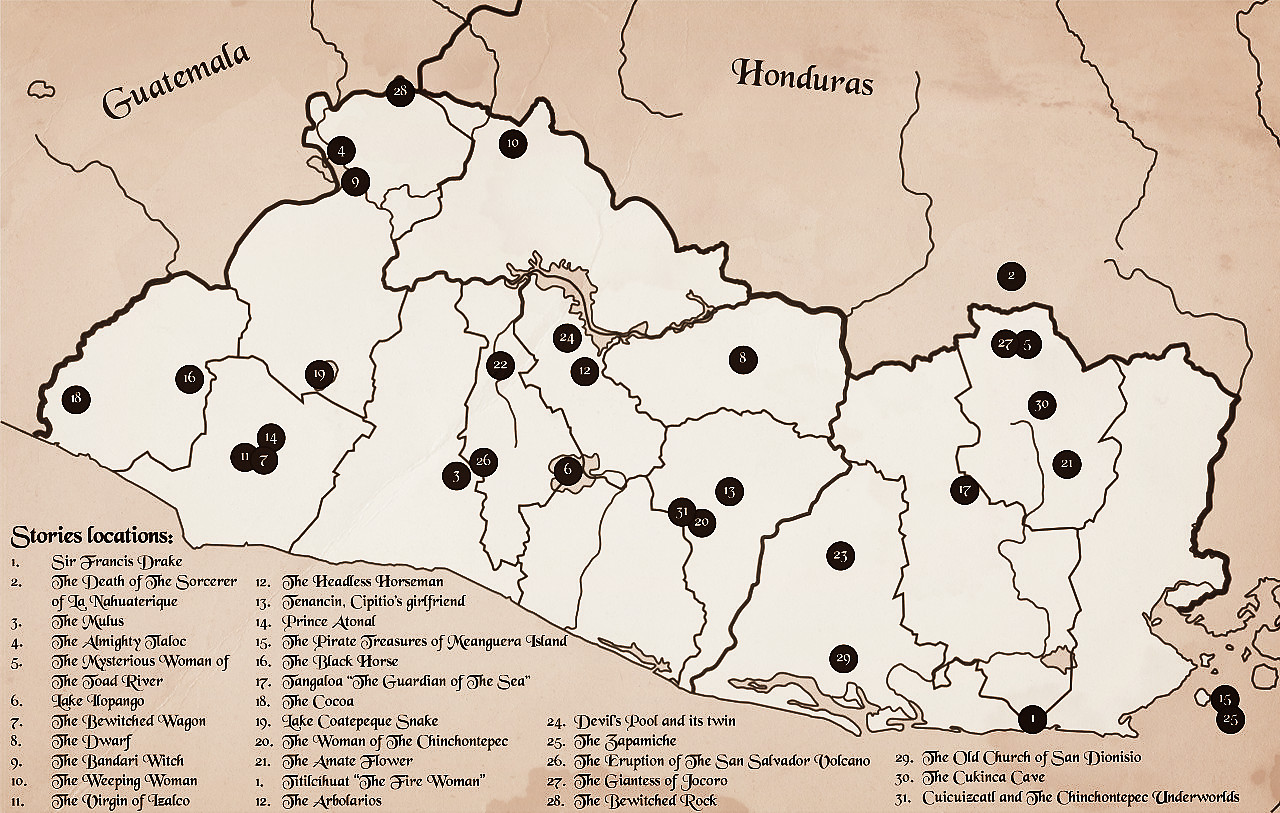 Guatemala
Honduras
28
4
10
9
2
24
27 5
22
12
8
19
16
18
30
14
11 7
3
26
6
21
13
17
31
20
23
29
15
1
25
Stories locations:
1. Sir Francis Drake
2. The Death of The Sorcerer
of La Nahuaterique
3. The Mulus
4. The Almighty Tlaloc
5. The Mysterious Woman of
The Toad River
6. Lake Ilopango
7. The Bewitched Wagon
8. The Dwarf
9. The Bandari Witch
10. The Weeping Woman
11. The Virgin of Izalco
12. The Headless Horseman
13. Tenancin, Cipitio's girlfriend
14. Prince Atonal
15. The Pirate Treasures of Meanguera Island
16. The Black Horse
17. Tangaloa "The Guardian of The Sea"
18. The Cocoa
19. Lake Coatepeque Snake
20. The Woman of The Chinchontepec
21. The Amate Flower
1, Titilcihuat "The Fire Woman"
12. The Arbolarios
24. Devil's Pool and its twin
25. The Zapamiche
26. The Eruption of The San Salvador Volcano
27. The Giantess of Jocoro
28. The Bewitched Rock
29. The Old Church of San Dionisio
30. The Cukinca Cave
31. Cuicuizcatl and The Chinchontepec Underworlds